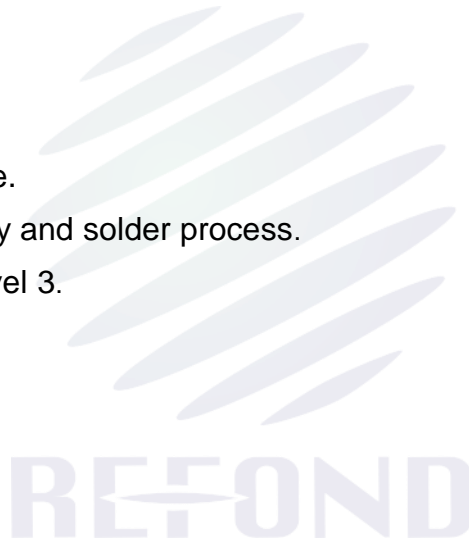 e.
y and solder process.
vel 3.
REFOND